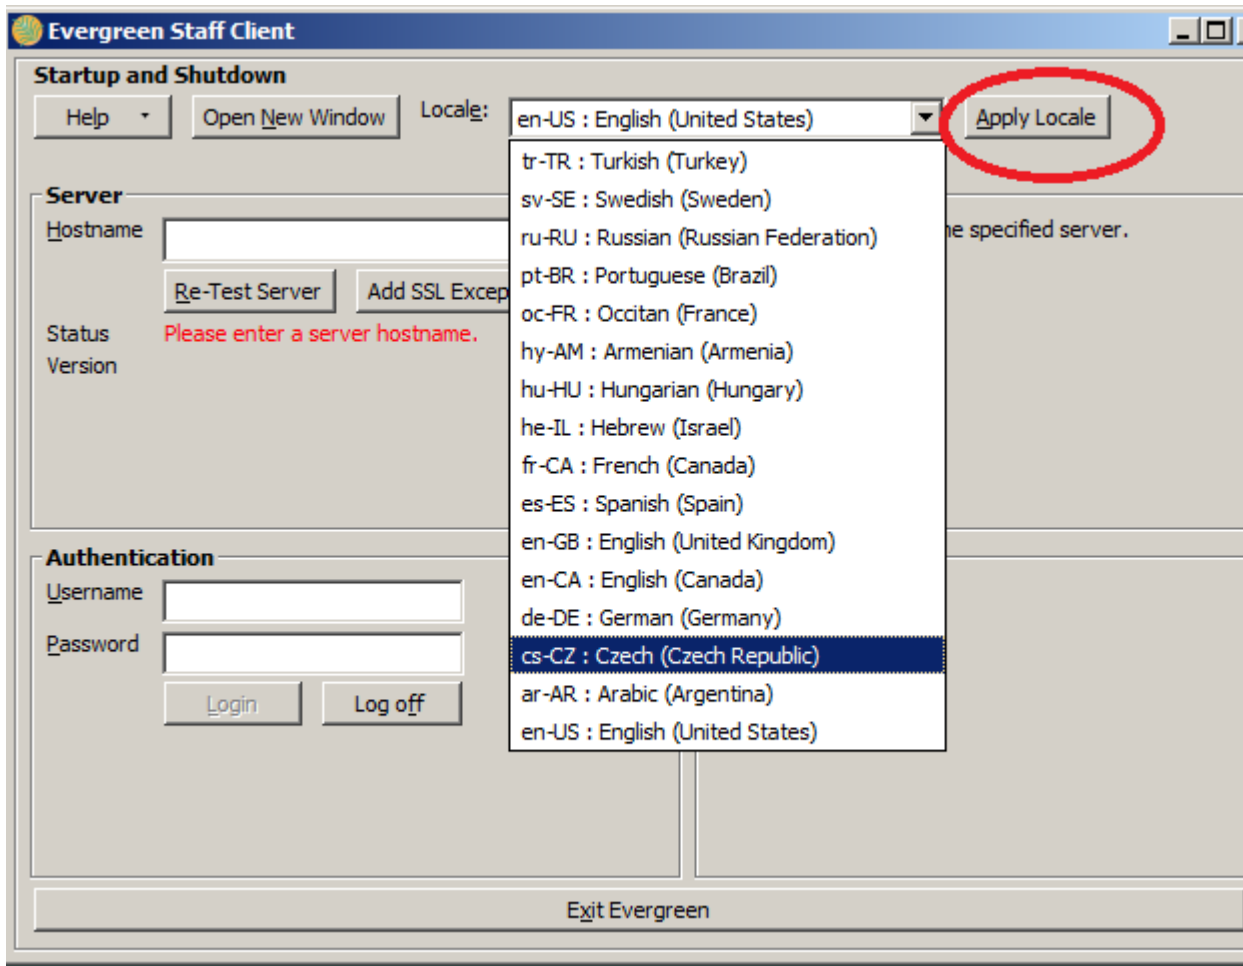 Evergreen Staff Client
Startup and Shutdown
Help
Open New Window
Locale:
en-US : English (United States)
Apply Locale
tr-TR : Turkish (Turkey)
sv-SE : Swedish (Sweden)
ru-RU : Russian (Russian Federation)
pt-BR : Portuguese (Brazil)
oc-FR : Occitan (France)
hy-AM : Armenian (Armenia)
hu-HU : Hungarian (Hungary)
he-IL : Hebrew (Israel)
fr-CA : French (Canada)
es-ES : Spanish (Spain)
en-GB : English (United Kingdom)
en-CA : English (Canada)
de-DE : German (Germany)
cs-CZ : Czech (Czech Republic)
ar-AR : Arabic (Argentina)
en-US : English (United States)
Server
Hostname
specified server.
Re-Test Server
Add SSL
Status
Please enter a server hostname.
Version
Authentication
Username
Password
Login
Log off
Exit Evergreen